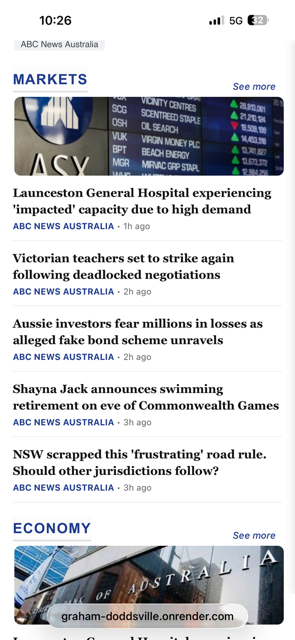 10:26
5G 32
ABC News Australia
MARKETS
See more
SCG VICINITY CENTRES
SCG SCENTREED STAPLE
OSH OIL SEARCH
VUK VIRGIN MONEY PLC
BPT BEACH ENERGY
MGR MIRVAC GRP STAPL
ASX
Launceston General Hospital experiencing
'impacted' capacity due to high demand
ABC NEWS AUSTRALIA • 1h ago
Victorian teachers set to strike again
following deadlocked negotiations
ABC NEWS AUSTRALIA • 2h ago
Aussie investors fear millions in losses as
alleged fake bond scheme unravels
ABC NEWS AUSTRALIA • 2h ago
Shayna Jack announces swimming
retirement on eve of Commonwealth Games
ABC NEWS AUSTRALIA • 3h ago
NSW scrapped this 'frustrating' road rule.
Should other jurisdictions follow?
ABC NEWS AUSTRALIA • 3h ago
ECONOMY
See more
OF AUSTRALIA
graham-doddsville.onrender.com